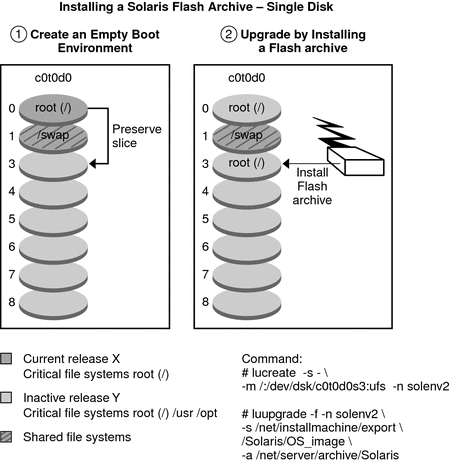 Installing a Solaris Flash Archive – Single Disk
1 Create an Empty Boot
Environment
c0t0d0
0 root (/)
1 /swap
Preserve
slice
3
4
5
6
7
8
2 Upgrade by Installing
a Flash archive
c0t0d0
0 root (/)
1 /swap
3 root (/)
Install
Flash
archive
4
5
6
7
8
Current release X
Critical file systems root (/)
Inactive release Y
Critical file systems root (/) /usr /opt
Shared file systems
Command:
# lucreate -s - \
-m /:/dev/dsk/c0t0d0s3:ufs -n solenv2
# luupgrade -f -n solenv2 \
-s /net/installmachine/export \
/Solaris/OS_image \
-a /net/server/archive/Solaris